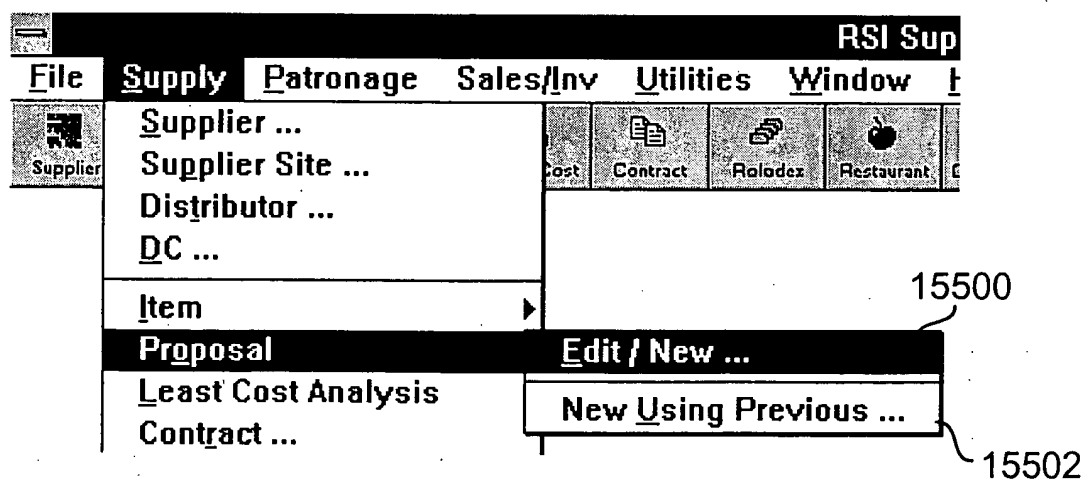 RSI Sup
File Supply Patronage Sales/Inv Utilities Window
Supplier Cost Contract Rolodex Restaurant
Supplier ...
Supplier Site ...
Distributor ...
DC ...
Item
Proposal
Edit / New ...
15500
Least Cost Analysis
New Using Previous ...
Contract ...
15502